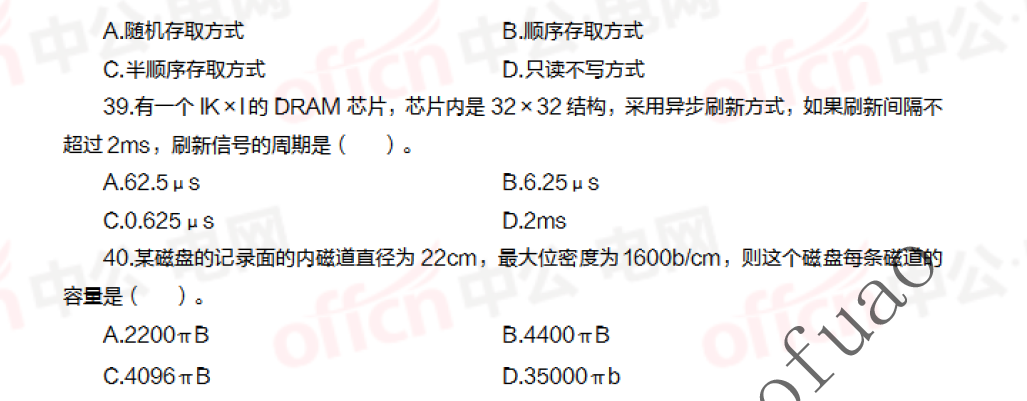 A.随机存取方式 B.顺序存取方式
C.半顺序存取方式 D.只读不写方式
39.有一个 lK×l 的 DRAM 芯片，芯片内是 32×32 结构，采用异步刷新方式，如果刷新间隔不
超过 2ms，刷新信号的周期是（ ）。
A.62.5μs B.6.25μs
C.0.625μs D.2ms
40.某磁盘的记录面的内磁道直径为 22cm，最大位密度为 1600b/cm，则这个磁盘每条磁道的
容量是（ ）。
A.2200πB B.4400πB
C.4096πB D.35000πb
offcn 中公·电网
ofuao